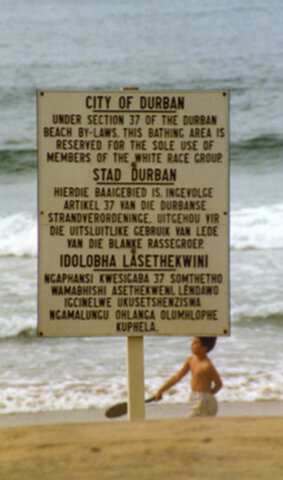 CITY OF DURBAN
UNDER SECTION 37 OF THE DURBAN
BEACH BY-LAWS. THIS BATHING AREA IS
RESERVED FOR THE SOLE USE OF
MEMBERS OF THE WHITE RACE GROUP.
STAD DURBAN
HIERDIE BAAIGEBIED IS, INGEVOLGE
ARTIKEL 37 VAN DIE DURBANSE
STRANDVERORDENINGE, UITGEHOU VIR
DIE UITSLUITLIKE GEBRUIK VAN LEDE
VAN DIE BLANKE RASSEGROEP.
IDOLOBHA LASETHEKWINI
NGAPHANSI KWESIGABA 37 SOMTHETHO
WAMABHISHI ASETHEKWENI, LENDAWO
IGCINELWE UKUSETSHENZISWA
NGAMALUNGU OHLANGA OLUMHLOPHE
KUPHELA.